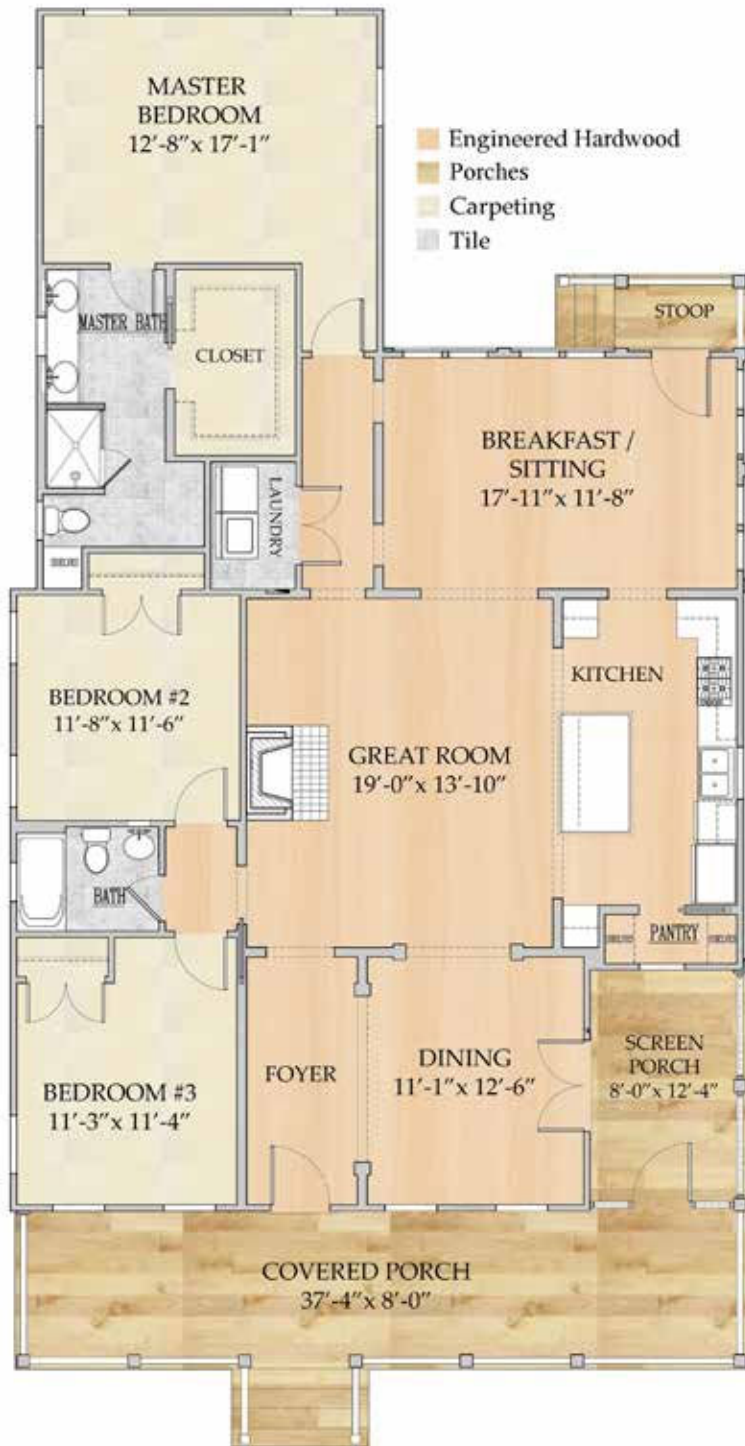 MASTER
BEDROOM
12'-8" x 17'-1"
Engineered Hardwood
Porches
Carpeting
Tile
STOOP
MASTER BATH
CLOSET
BREAKFAST /
SITTING
17'-11" x 11'-8"
LAUNDRY
SHELVES
BEDROOM #2
11'-8" x 11'-6"
KITCHEN
GREAT ROOM
19'-0" x 13'-10"
BATH
SHELVES
PANTRY
SHELVES
BEDROOM #3
11'-3" x 11'-4"
FOYER
DINING
11'-1" x 12'-6"
SCREEN
PORCH
8'-0" x 12'-4"
COVERED PORCH
37'-4" x 8'-0"